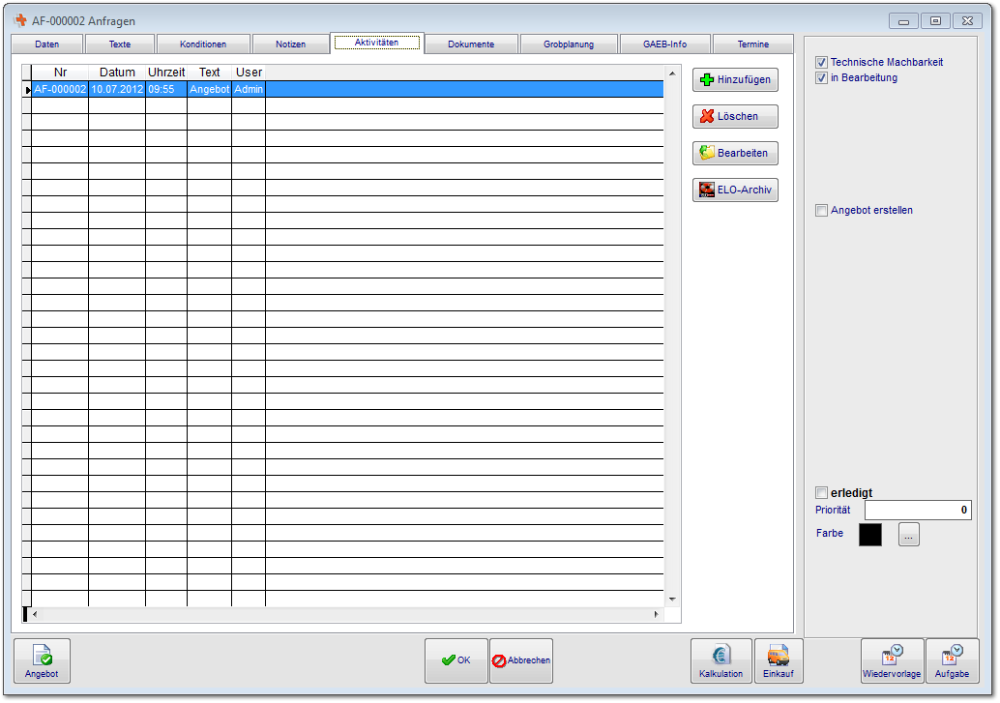 AF-000002 Anfragen
Daten Texte Konditionen Notizen Aktivitäten Dokumente Grobplanung GAEB-Info Termine
Nr Datum Uhrzeit Text User
AF-000002 10.07.2012 09:55 Angebot Admin
Hinzufügen
Löschen
Bearbeiten
ELO-Archiv
Technische Machbarkeit
in Bearbeitung
Angebot erstellen
erledigt
Priorität 0
Farbe ...
Angebot OK Abbrechen Kalkulation Einkauf Wiedervorlage Aufgabe